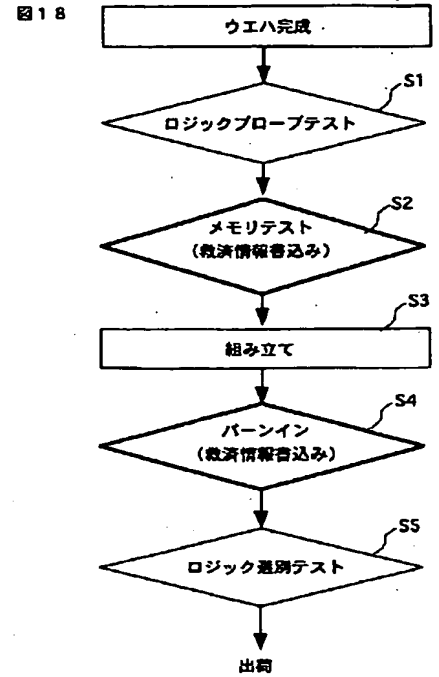 図18
ウエハ完成
S1
ロジックプローブテスト
S2
メモリテスト
(救済情報書込み)
S3
組み立て
S4
バーンイン
(救済情報書込み)
S5
ロジック選別テスト
出荷